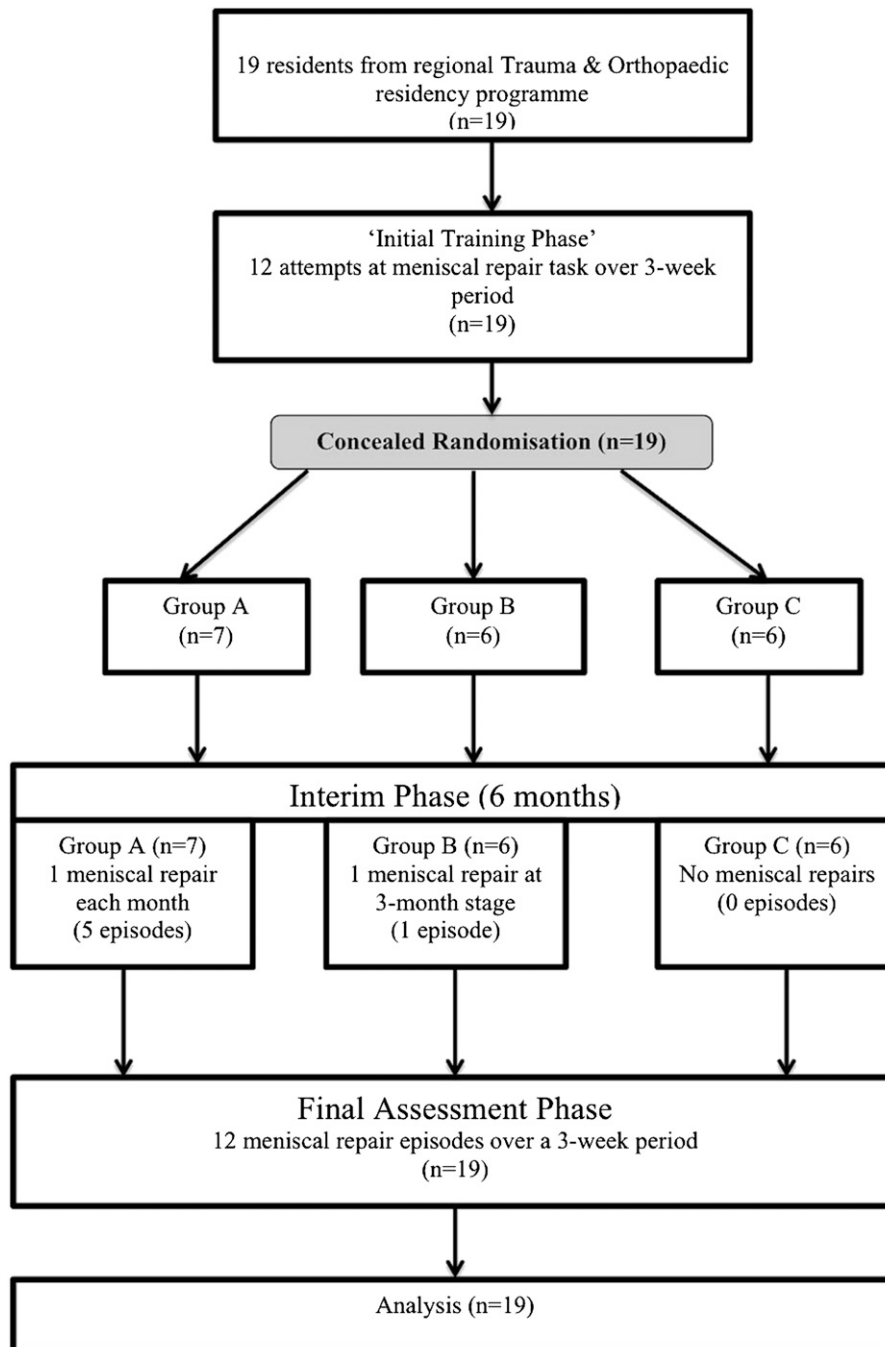 19 residents from regional Trauma & Orthopaedic
residency programme
(n=19)
‘Initial Training Phase’
12 attempts at meniscal repair task over 3-week
period
(n=19)
Concealed Randomisation (n=19)
Group A
(n=7)
Group B
(n=6)
Group C
(n=6)
Interim Phase (6 months)
Group A (n=7)
1 meniscal repair
each month
(5 episodes)
Group B (n=6)
1 meniscal repair at
3-month stage
(1 episode)
Group C (n=6)
No meniscal repairs
(0 episodes)
Final Assessment Phase
12 meniscal repair episodes over a 3-week period
(n=19)
Analysis (n=19)